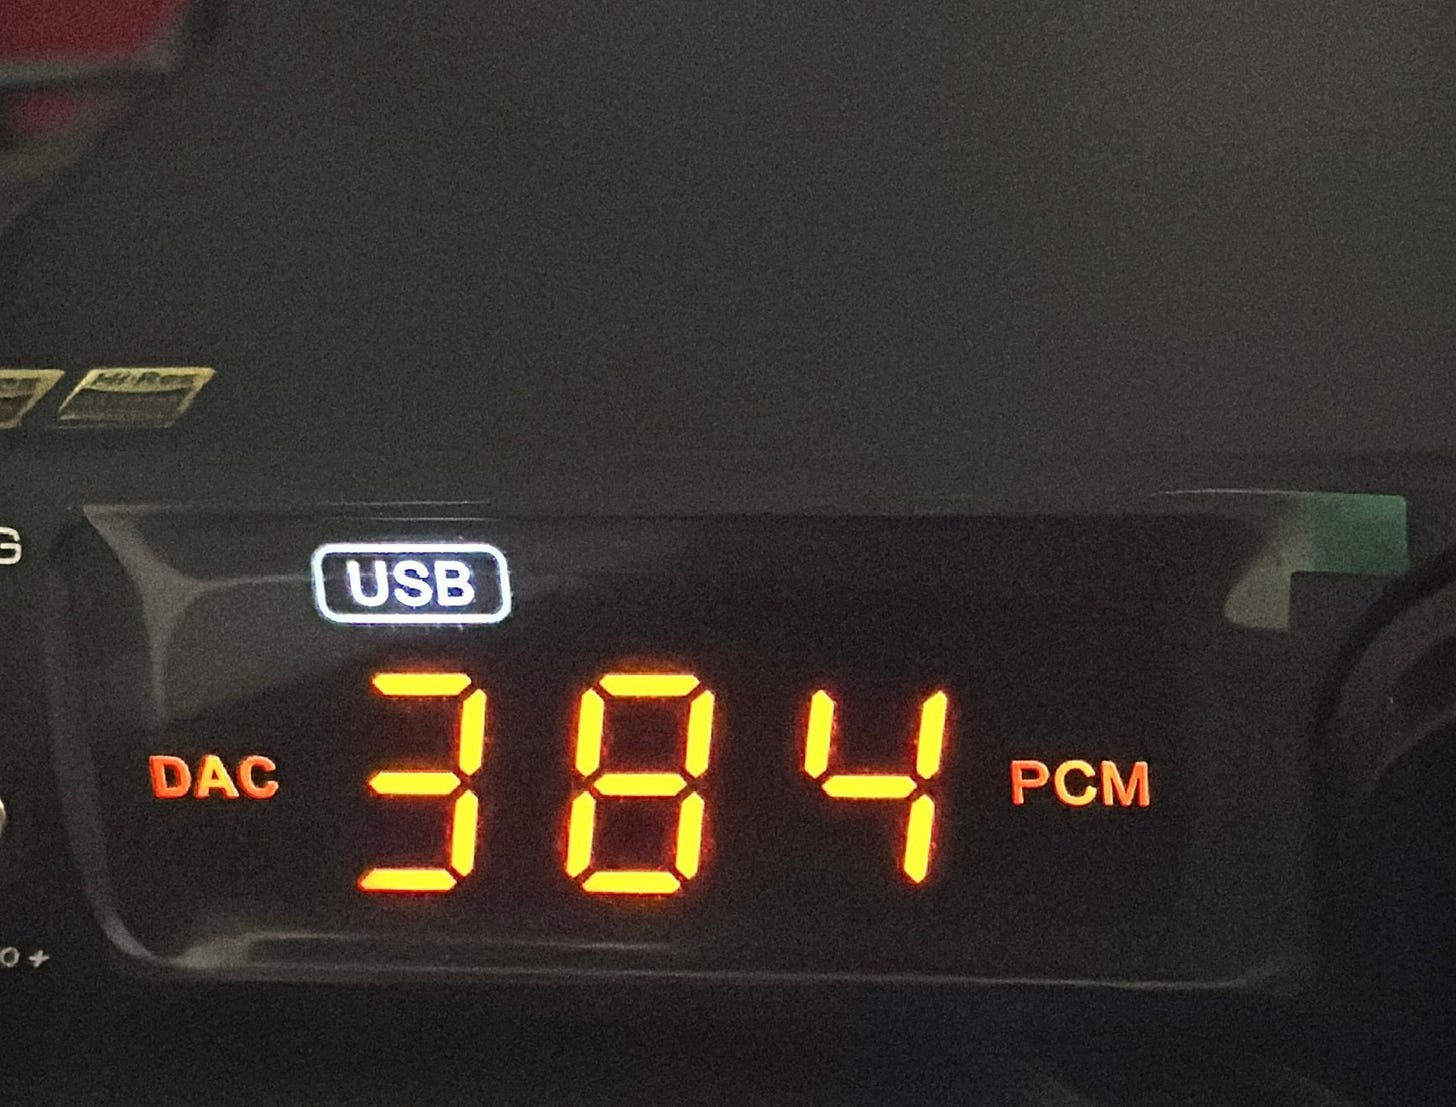 G
USB
DAC 384 PCM
o +